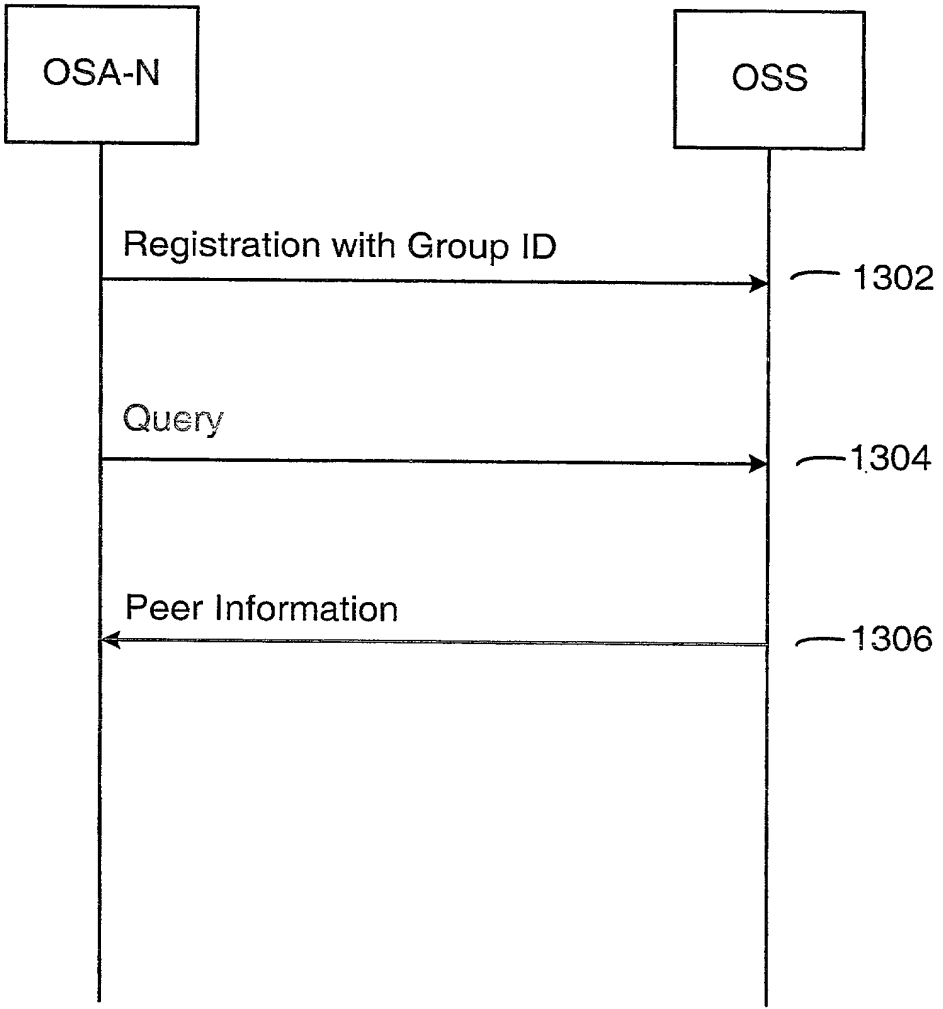 OSA-N
OSS
Registration with Group ID
1302
Query
1304
Peer Information
1306